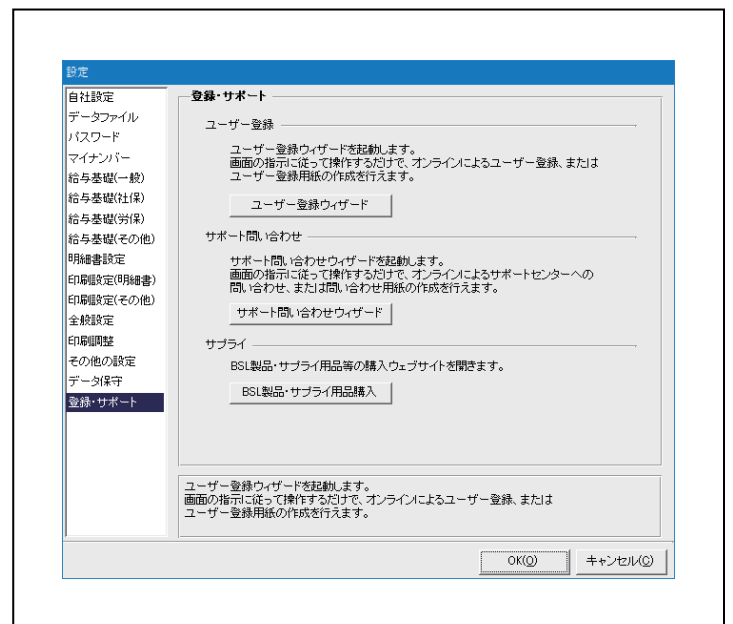 設定
自社設定
データファイル
パスワード
マイナンバー
給与基礎(一般)
給与基礎(社保)
給与基礎(労保)
給与基礎(その他)
明細書設定
印刷設定(明細書)
印刷設定(その他)
全般設定
印刷調整
その他の設定
データ保守
登録・サポート
登録・サポート
ユーザー登録
ユーザー登録ウィザードを起動します。
画面の指示に従って操作するだけで、オンラインによるユーザー登録、または
ユーザー登録用紙の作成を行えます。
ユーザー登録ウィザード
サポート問い合わせ
サポート問い合わせウィザードを起動します。
画面の指示に従って操作するだけで、オンラインによるサポートセンターへの
問い合わせ、または問い合わせ用紙の作成を行えます。
サポート問い合わせウィザード
サプライ
BSL製品・サプライ用品等の購入ウェブサイトを開きます。
BSL製品・サプライ用品購入
ユーザー登録ウィザードを起動します。
画面の指示に従って操作するだけで、オンラインによるユーザー登録、または
ユーザー登録用紙の作成を行えます。
OK(O) キャンセル(C)